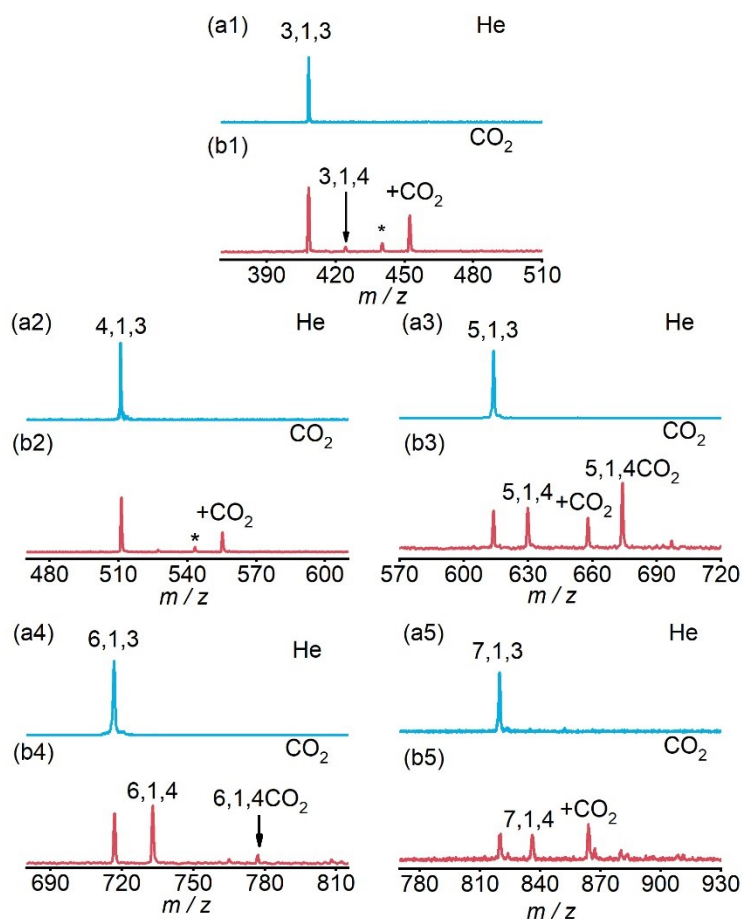 (a1) 3,1,3 He
CO₂
(b1) 3,1,4 * +CO₂
390 420 450 480 510
m / z
(a2) 4,1,3 He
CO₂
(b2) * +CO₂
480 510 540 570 600
m / z
(a3) 5,1,3 He
CO₂
(b3) 5,1,4 +CO₂ 5,1,4CO₂
570 600 630 660 690 720
m / z
(a4) 6,1,3 He
CO₂
(b4) 6,1,4 6,1,4CO₂
690 720 750 780 810
m / z
(a5) 7,1,3 He
CO₂
(b5) 7,1,4 +CO₂
780 810 840 870 900 930
m / z